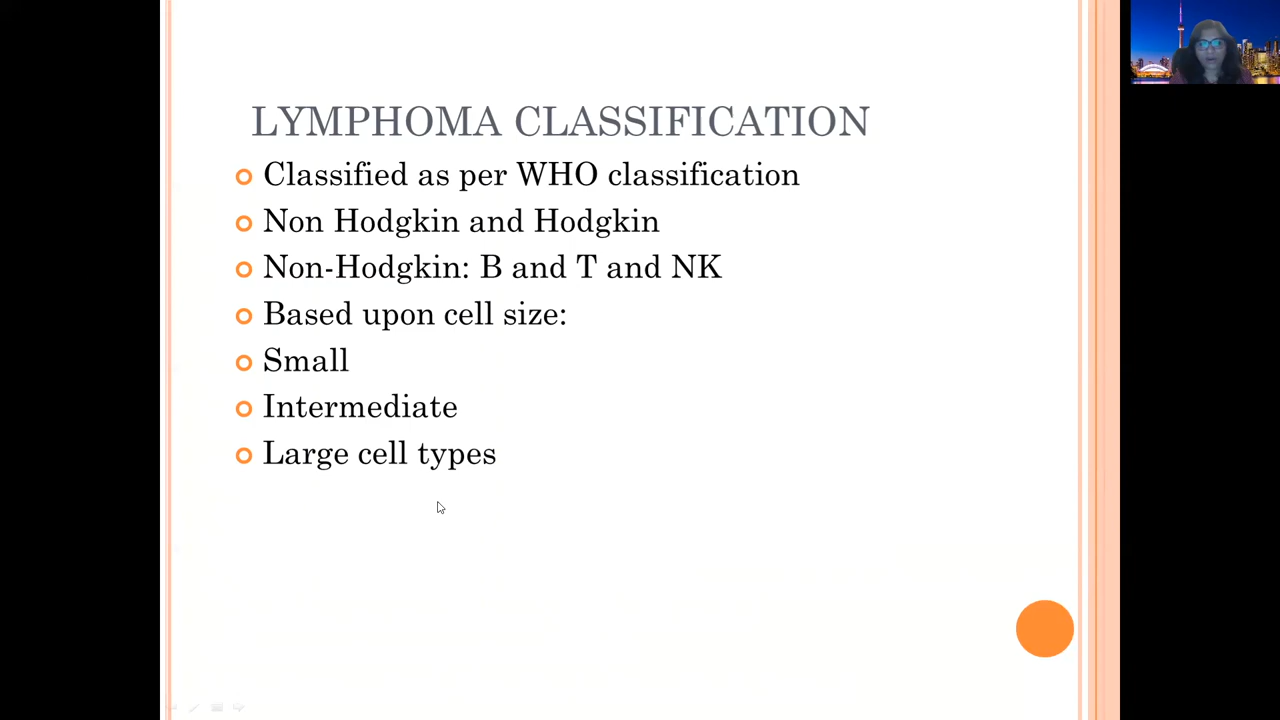 LYMPHOMA CLASSIFICATION
Classified as per WHO classification
Non Hodgkin and Hodgkin
Non-Hodgkin: B and T and NK
Based upon cell size:
Small
Intermediate
Large cell types